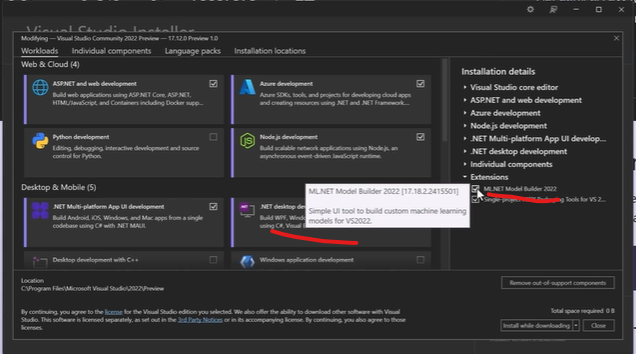 Visual Studio Installer
Modifying — Visual Studio Community 2022 Preview — 17.12.0 Preview 1.0
Workloads Individual components Language packs Installation locations
Web & Cloud (4)
ASP.NET and web development
Build web applications using ASP.NET Core, ASP.NET,
HTML/JavaScript, and Containers including Docker supp...
Azure development
Azure SDKs, tools, and projects for developing cloud apps
and creating resources using .NET and .NET Framework....
Python development
Editing, debugging, interactive development and source
control for Python.
Node.js development
Build scalable network applications using Node.js, an
asynchronous event-driven JavaScript runtime.
Desktop & Mobile (5)
.NET Multi-platform App UI development
Build Android, iOS, Windows, and Mac apps from a single
codebase using C# with .NET MAUI.
.NET desktop
Build WPF,
using C#, Visual
Desktop development with C++
Windows application development
ML.NET Model Builder 2022 [17.18.2.2415501]
Simple UI tool to build custom machine learning
models for VS2022.
Installation details
Visual Studio core editor
ASP.NET and web development
Azure development
Node.js development
.NET Multi-platform App UI develop...
.NET desktop development
Individual components
Extensions
ML.NET Model Builder 2022
Tools for VS 2...
Location
C:\Program Files\Microsoft Visual Studio\2022\Preview
Remove out-of-support components
By continuing, you agree to the license for the Visual Studio edition you selected. We also offer the ability to download other software with Visual
Studio. This software is licensed separately, as set out in the 3rd Party Notices or in its accompanying license. By continuing, you also agree to those
licenses.
Total space required 0 B
Install while downloading
Close